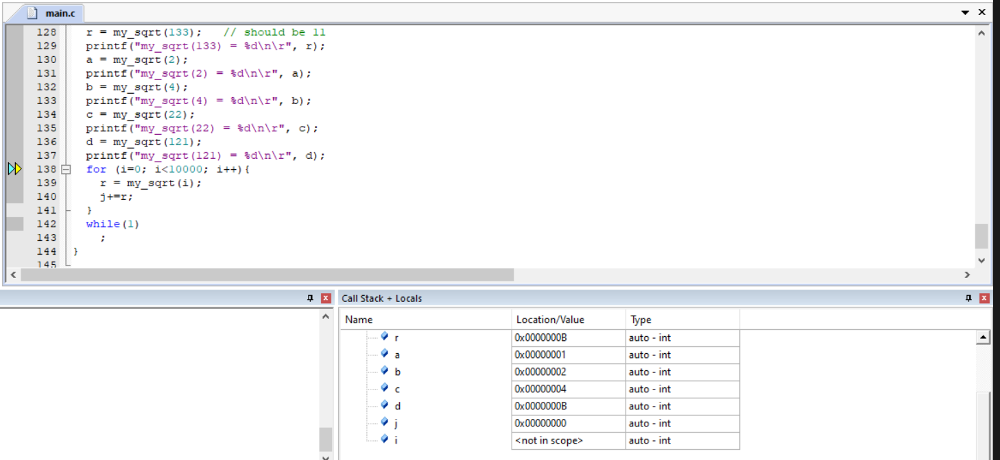 main.c
128 r = my_sqrt(133); // should be 11
129 printf("my_sqrt(133) = %d\n\r", r);
130 a = my_sqrt(2);
131 printf("my_sqrt(2) = %d\n\r", a);
132 b = my_sqrt(4);
133 printf("my_sqrt(4) = %d\n\r", b);
134 c = my_sqrt(22);
135 printf("my_sqrt(22) = %d\n\r", c);
136 d = my_sqrt(121);
137 printf("my_sqrt(121) = %d\n\r", d);
138 for (i=0; i<10000; i++){
139 r = my_sqrt(i);
140 j+=r;
141 }
142 while(1)
143 ;
144 }
145
Call Stack + Locals
Name Location/Value Type
r 0x0000000B auto - int
a 0x00000001 auto - int
b 0x00000002 auto - int
c 0x00000004 auto - int
d 0x0000000B auto - int
j 0x00000000 auto - int
i <not in scope> auto - int